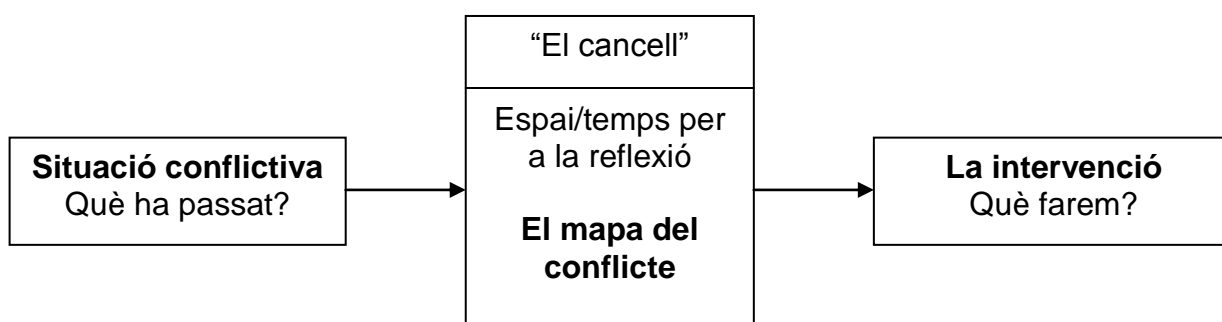 Situació conflictiva
Què ha passat?
“El cancell”
Espai/temps per
a la reflexió
El mapa del
conflicte
La intervenció
Què farem?